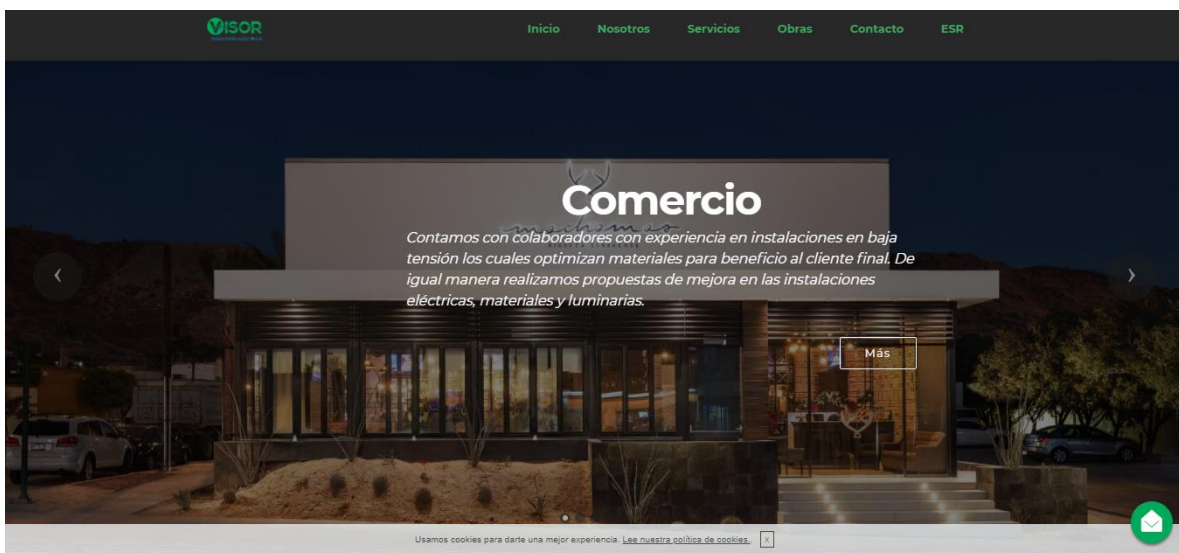 VISOR
Inicio Nosotros Servicios Obras Contacto ESR
Comercio
Contamos con colaboradores con experiencia en instalaciones en baja
tensión los cuales optimizan materiales para beneficio al cliente final. De
igual manera realizamos propuestas de mejora en las instalaciones
eléctricas, materiales y luminarias.
Más
Usamos cookies para darte una mejor experiencia. Lee nuestra política de cookies. X